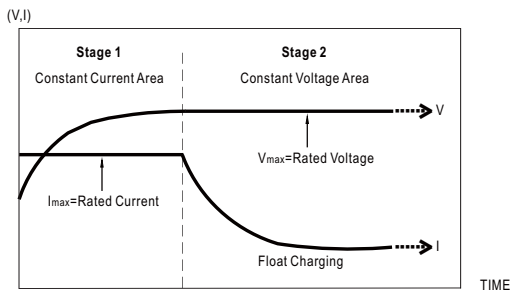 (V,I)
Stage 1
Stage 2
Constant Current Area
Constant Voltage Area
V
Vmax=Rated Voltage
Imax=Rated Current
I
Float Charging
TIME